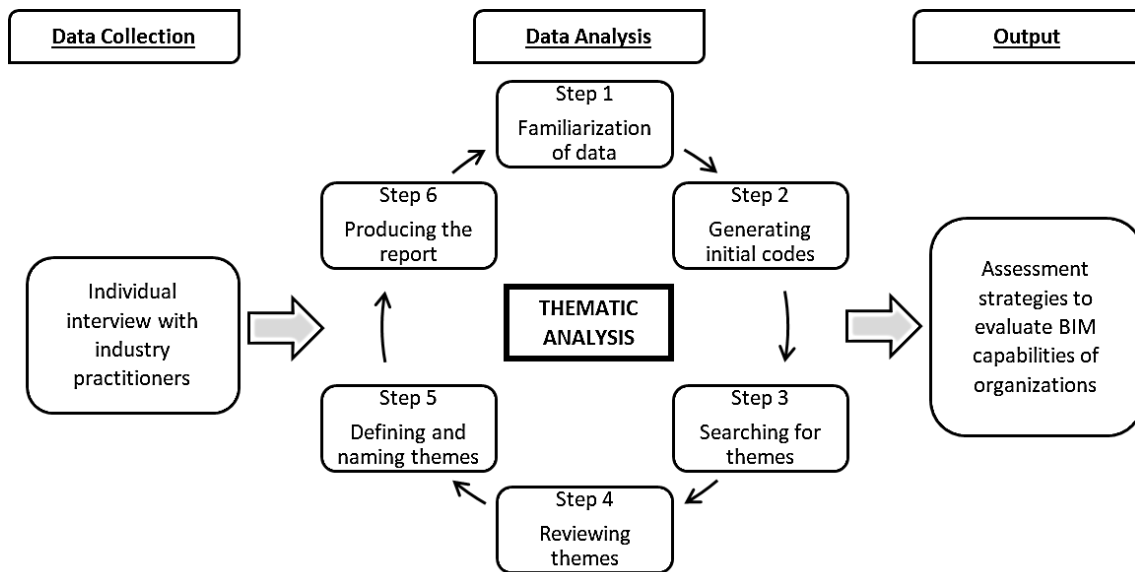 Data Collection
Data Analysis
Output
Individual
interview with
industry
practitioners
Step 1
Familiarization
of data
Step 2
Generating
initial codes
Step 3
Searching for
themes
Step 4
Reviewing
themes
Step 5
Defining and
naming themes
Step 6
Producing the
report
THEMATIC
ANALYSIS
Assessment
strategies to
evaluate BIM
capabilities of
organizations